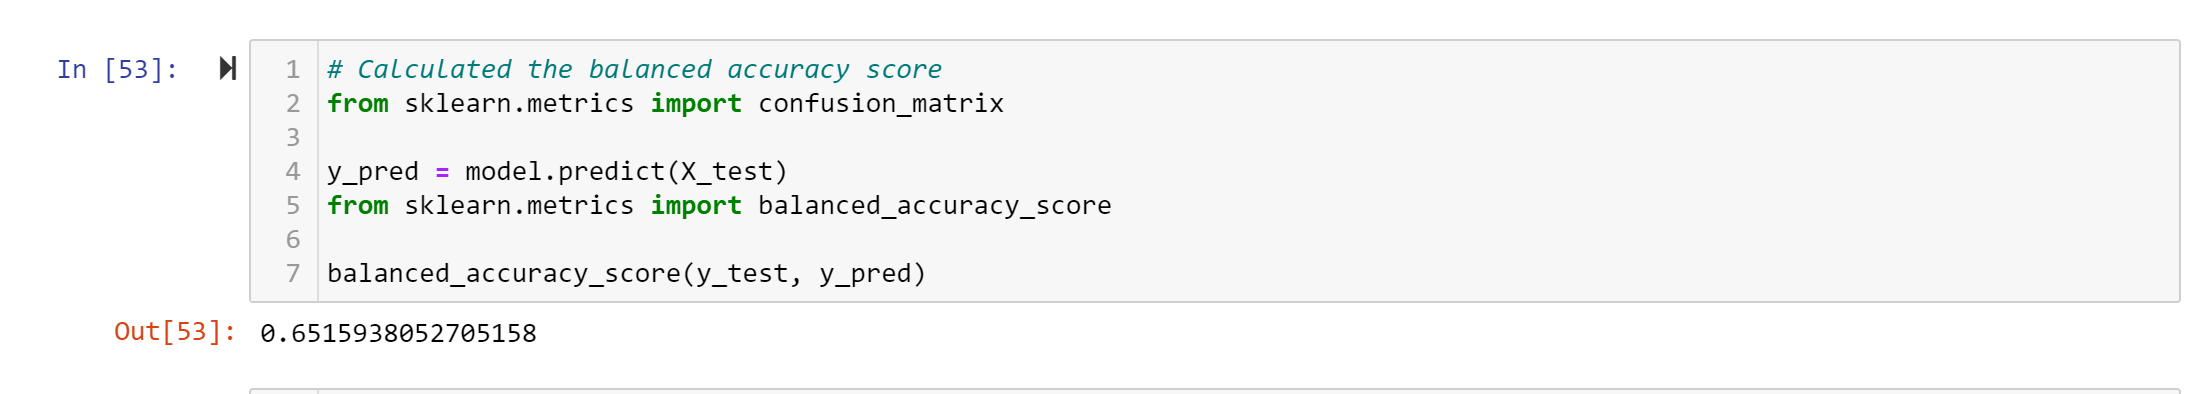 In [53]:
1 # Calculated the balanced accuracy score
2 from sklearn.metrics import confusion_matrix
3
4 y_pred = model.predict(X_test)
5 from sklearn.metrics import balanced_accuracy_score
6
7 balanced_accuracy_score(y_test, y_pred)
Out[53]: 0.6515938052705158